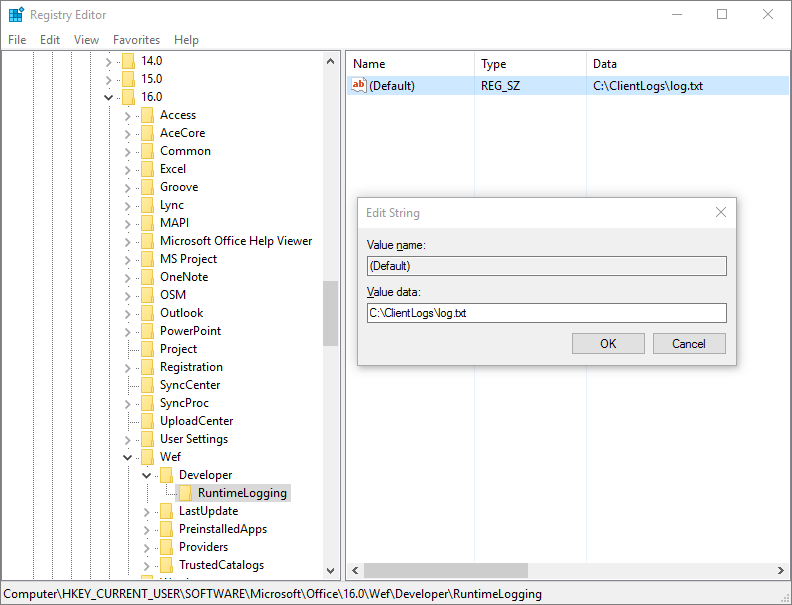 Registry Editor
File Edit View Favorites Help
14.0
15.0
16.0
Access
AceCore
Common
Excel
Groove
Lync
MAPI
Microsoft Office Help Viewer
MS Project
OneNote
OSM
Outlook
PowerPoint
Project
Registration
SyncCenter
SyncProc
UploadCenter
User Settings
Wef
Developer
RuntimeLogging
LastUpdate
PreinstalledApps
Providers
TrustedCatalogs
Name Type Data
ab (Default) REG_SZ C:\ClientLogs\log.txt
Edit String
Value name:
(Default)
Value data:
C:\ClientLogs\log.txt
OK Cancel
Computer\HKEY_CURRENT_USER\SOFTWARE\Microsoft\Office\16.0\Wef\Developer\RuntimeLogging